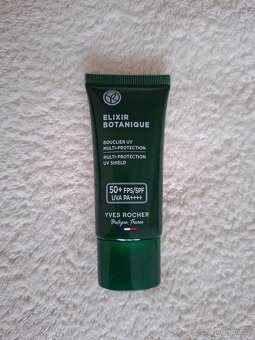 ELIXIR
BOTANIQUE
BOUCLIER UV
MULTI-PROTECTION
MULTI-PROTECTION
UV SHIELD
50+ FPS/SPF
UVA PA++++
YVES ROCHER
Bretagne, France